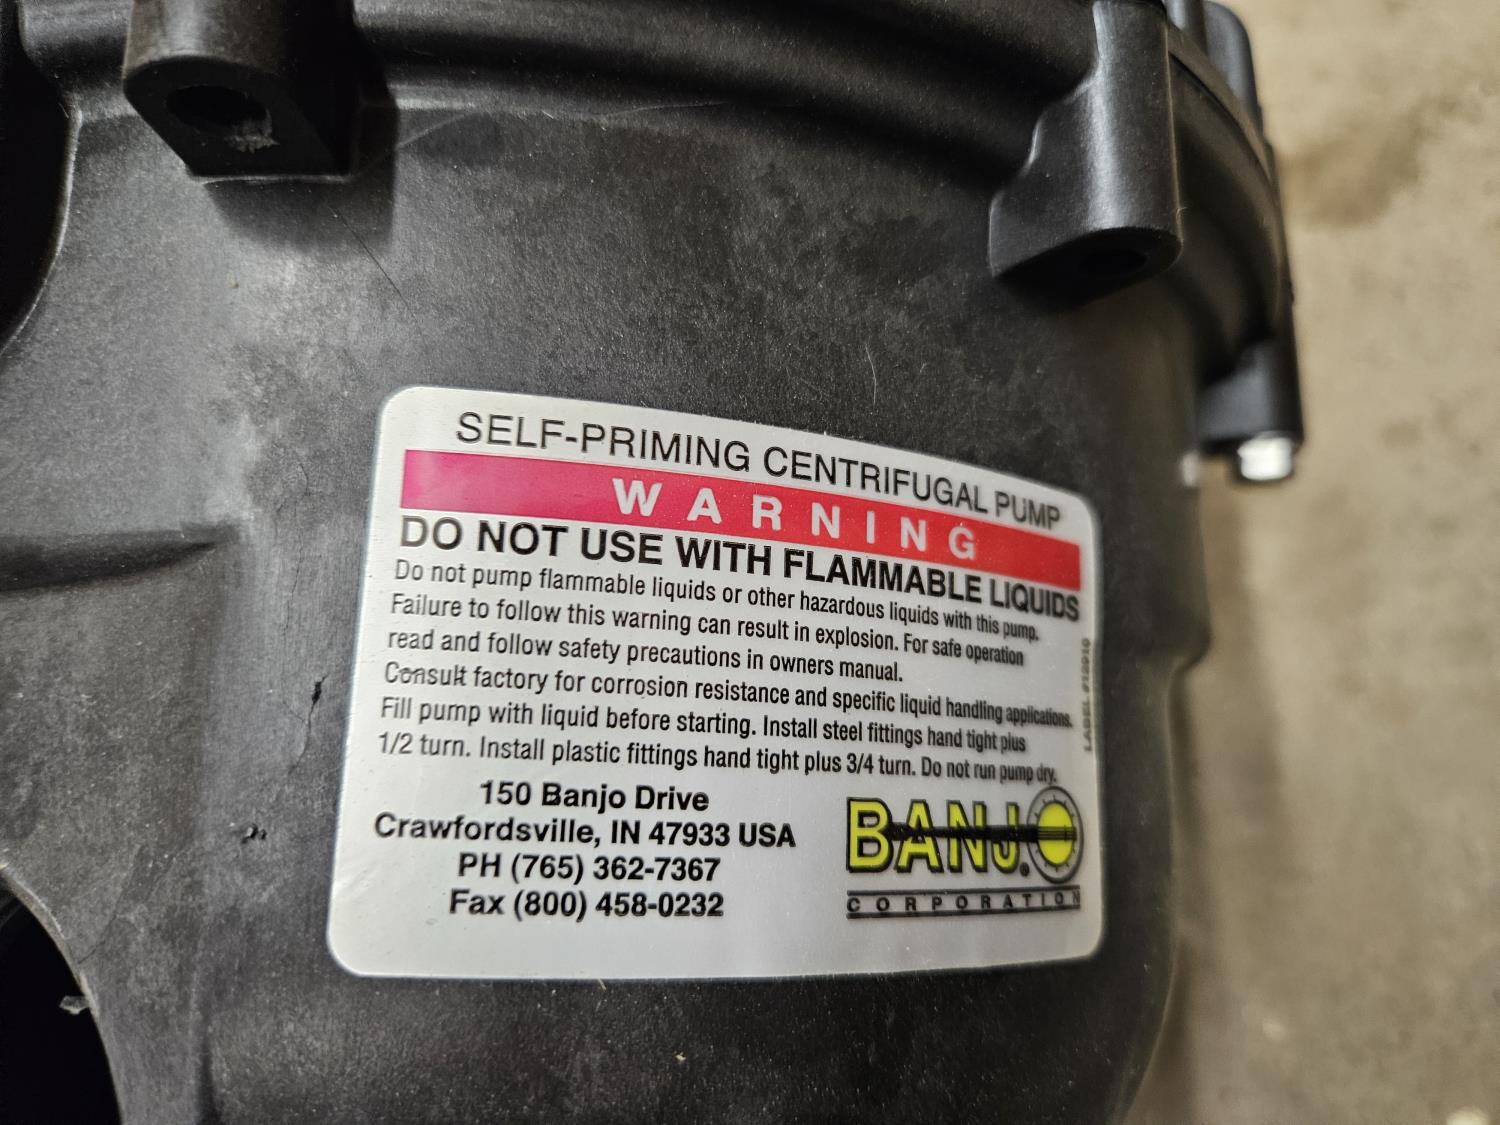 SELF-PRIMING CENTRIFUGAL PUMP
WARNING
DO NOT USE WITH FLAMMABLE LIQUIDS
Do not pump flammable liquids or other hazardous liquids with this pump.
Failure to follow this warning can result in explosion. For safe operation
read and follow safety precautions in owners manual.
Consult factory for corrosion resistance and specific liquid handling applications.
Fill pump with liquid before starting. Install steel fittings hand tight plus
1/2 turn. Install plastic fittings hand tight plus 3/4 turn. Do not run pump dry.
150 Banjo Drive
Crawfordsville, IN 47933 USA
PH (765) 362-7367
Fax (800) 458-0232
BANJO
CORPORATION
LABEL